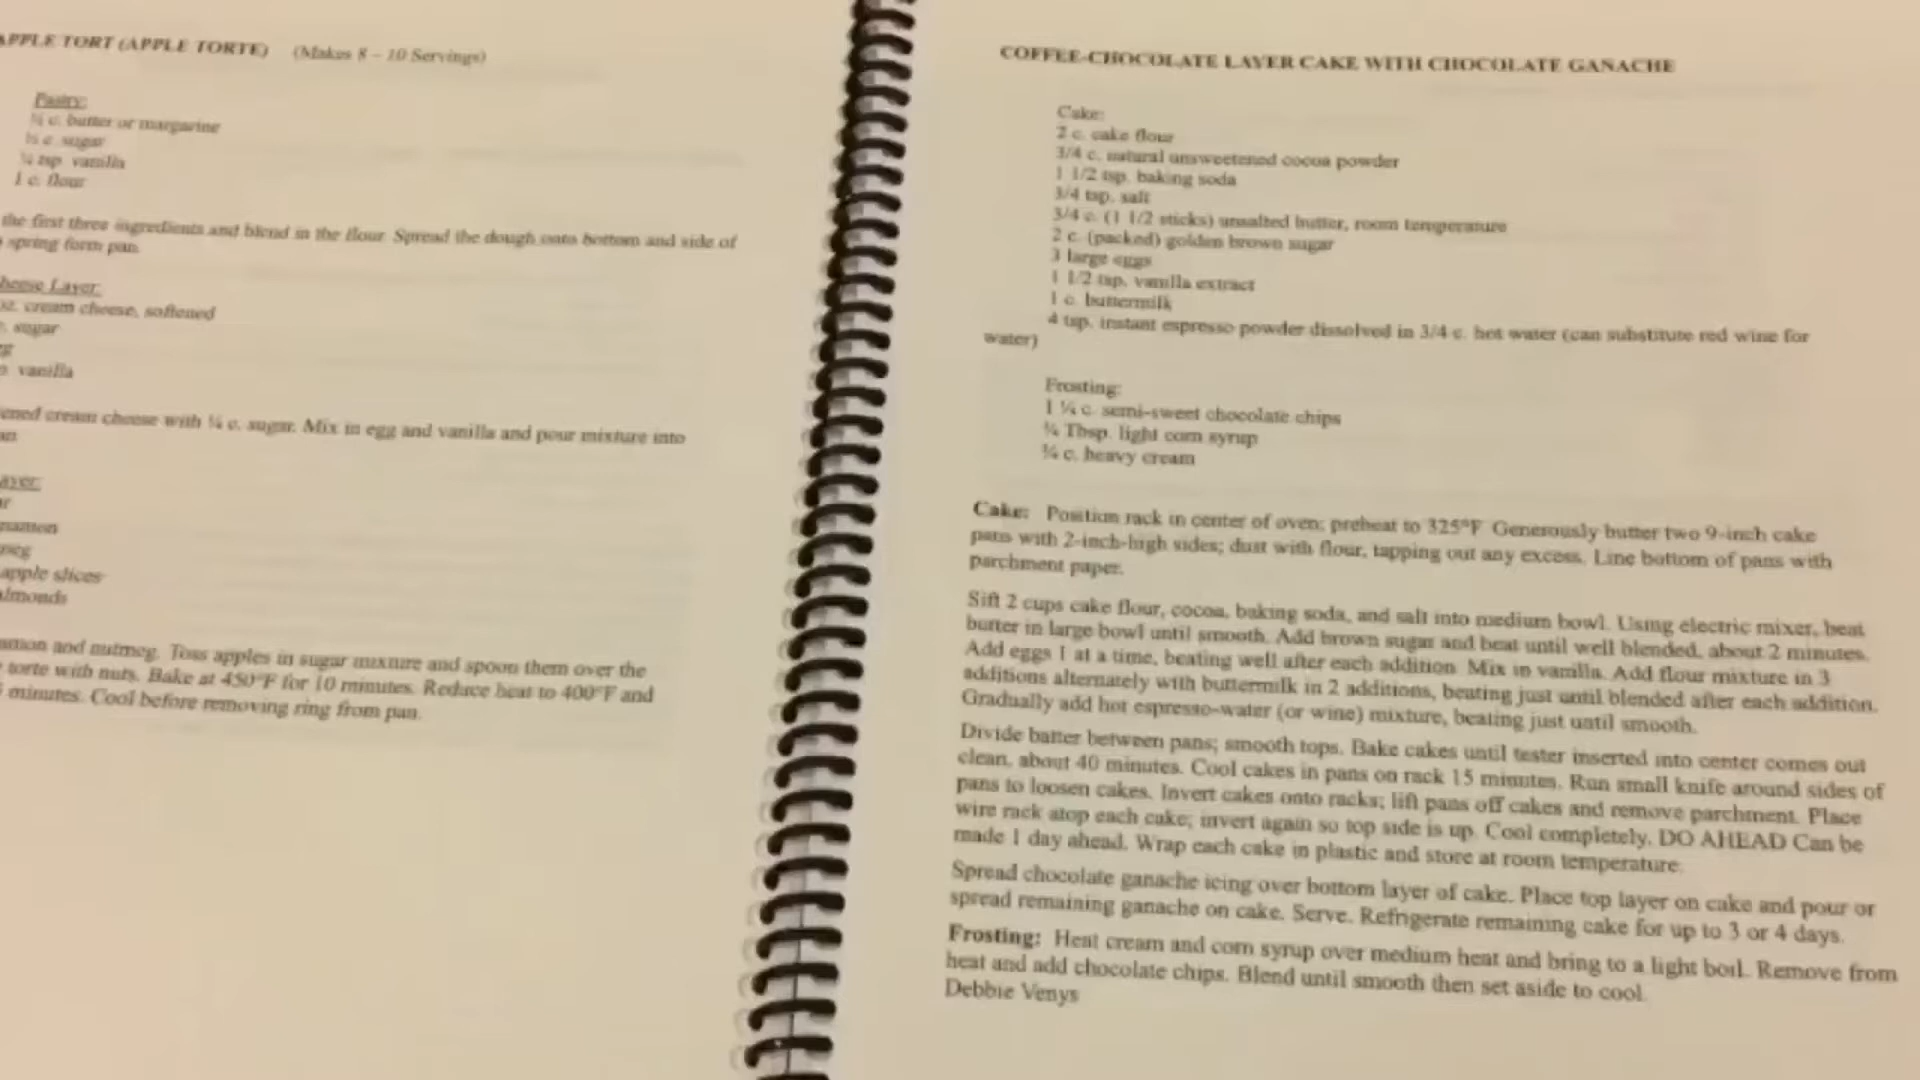 APPLE TORT (APPLE TORTE) (Makes 8 – 10 Servings)
Pastry:
c. butter or margarine
c. sugar
¼ tsp. vanilla
1 c. flour
the first three ingredients and blend in the flour. Spread the dough onto bottom and side of
spring form pan.
Layer:
oz. cream cheese, softened
sugar
vanilla
cream cheese with ¼ c. sugar. Mix in egg and vanilla and pour mixture into
apple slices
almonds
and nutmeg. Toss apples in sugar mixture and spoon them over the
torte with nuts. Bake at 450°F for 10 minutes. Reduce heat to 400°F and
minutes. Cool before removing ring from pan.
COFFEE-CHOCOLATE LAYER CAKE WITH CHOCOLATE GANACHE
Cake:
2 c. cake flour
3/4 c. natural unsweetened cocoa powder
1 1/2 tsp. baking soda
3/4 tsp. salt
3/4 c. (1 1/2 sticks) unsalted butter, room temperature
2 c. (packed) golden brown sugar
3 large eggs
1 1/2 tsp. vanilla extract
1 c. buttermilk
4 tsp. instant espresso powder dissolved in 3/4 c. hot water (can substitute red wine for
water)
Frosting:
1 ¼ c. semi-sweet chocolate chips
Tbsp. light corn syrup
¾ c. heavy cream
Cake: Position rack in center of oven; preheat to 325°F Generously butter two 9-inch cake
pans with 2-inch-high sides; dust with flour, tapping out any excess. Line bottom of pans with
parchment paper.
Sift 2 cups cake flour, cocoa, baking soda, and salt into medium bowl. Using electric mixer, beat
butter in large bowl until smooth. Add brown sugar and beat until well blended, about 2 minutes.
Add eggs 1 at a time, beating well after each addition. Mix in vanilla. Add flour mixture in 3
additions alternately with buttermilk in 2 additions, beating just until blended after each addition.
Gradually add hot espresso-water (or wine) mixture, beating just until smooth.
Divide batter between pans; smooth tops. Bake cakes until tester inserted into center comes out
clean, about 40 minutes. Cool cakes in pans on rack 15 minutes. Run small knife around sides of
pans to loosen cakes. Invert cakes onto racks; lift pans off cakes and remove parchment. Place
wire rack atop each cake; invert again so top side is up. Cool completely. DO AHEAD Can be
made 1 day ahead. Wrap each cake in plastic and store at room temperature.
Spread chocolate ganache icing over bottom layer of cake. Place top layer on cake and pour or
spread remaining ganache on cake. Serve. Refrigerate remaining cake for up to 3 or 4 days.
Frosting: Heat cream and corn syrup over medium heat and bring to a light boil. Remove from
heat and add chocolate chips. Blend until smooth then set aside to cool.
Debbie Venys